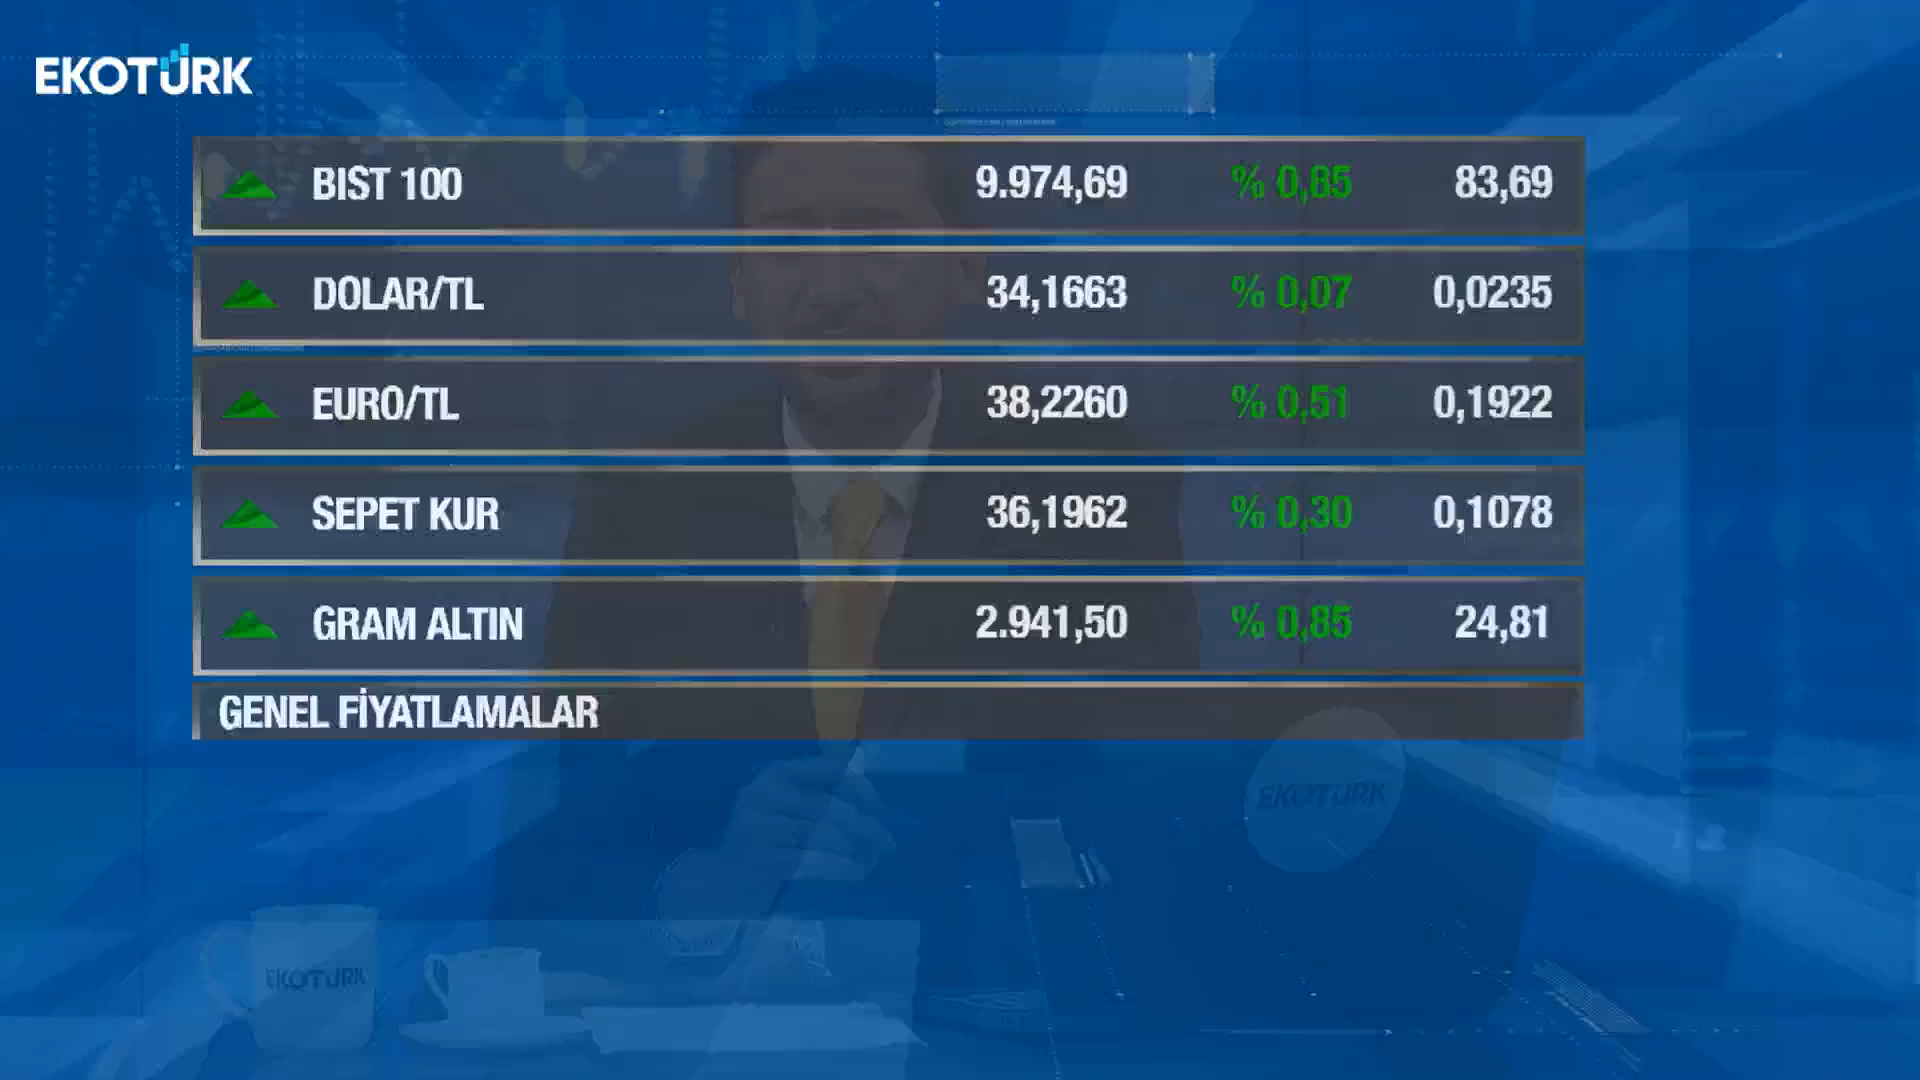 EKOTÜRK
BIST 100 9.974,69 % 0,85 83,69
DOLAR/TL 34,1663 % 0,07 0,0235
EURO/TL 38,2260 % 0,51 0,1922
SEPET KUR 36,1962 % 0,30 0,1078
GRAM ALTIN 2.941,50 % 0,85 24,81
GENEL FİYATLAMALAR
EKOTÜRK
EKOTÜRK